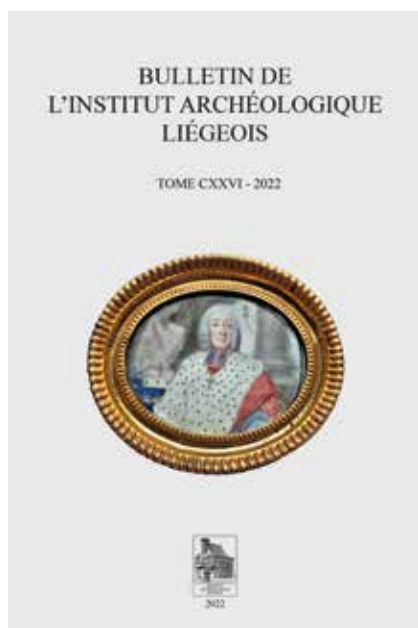 BULLETIN DE
L'INSTITUT ARCHÉOLOGIQUE
LIÉGEOIS
TOME CXXVI - 2022
2022